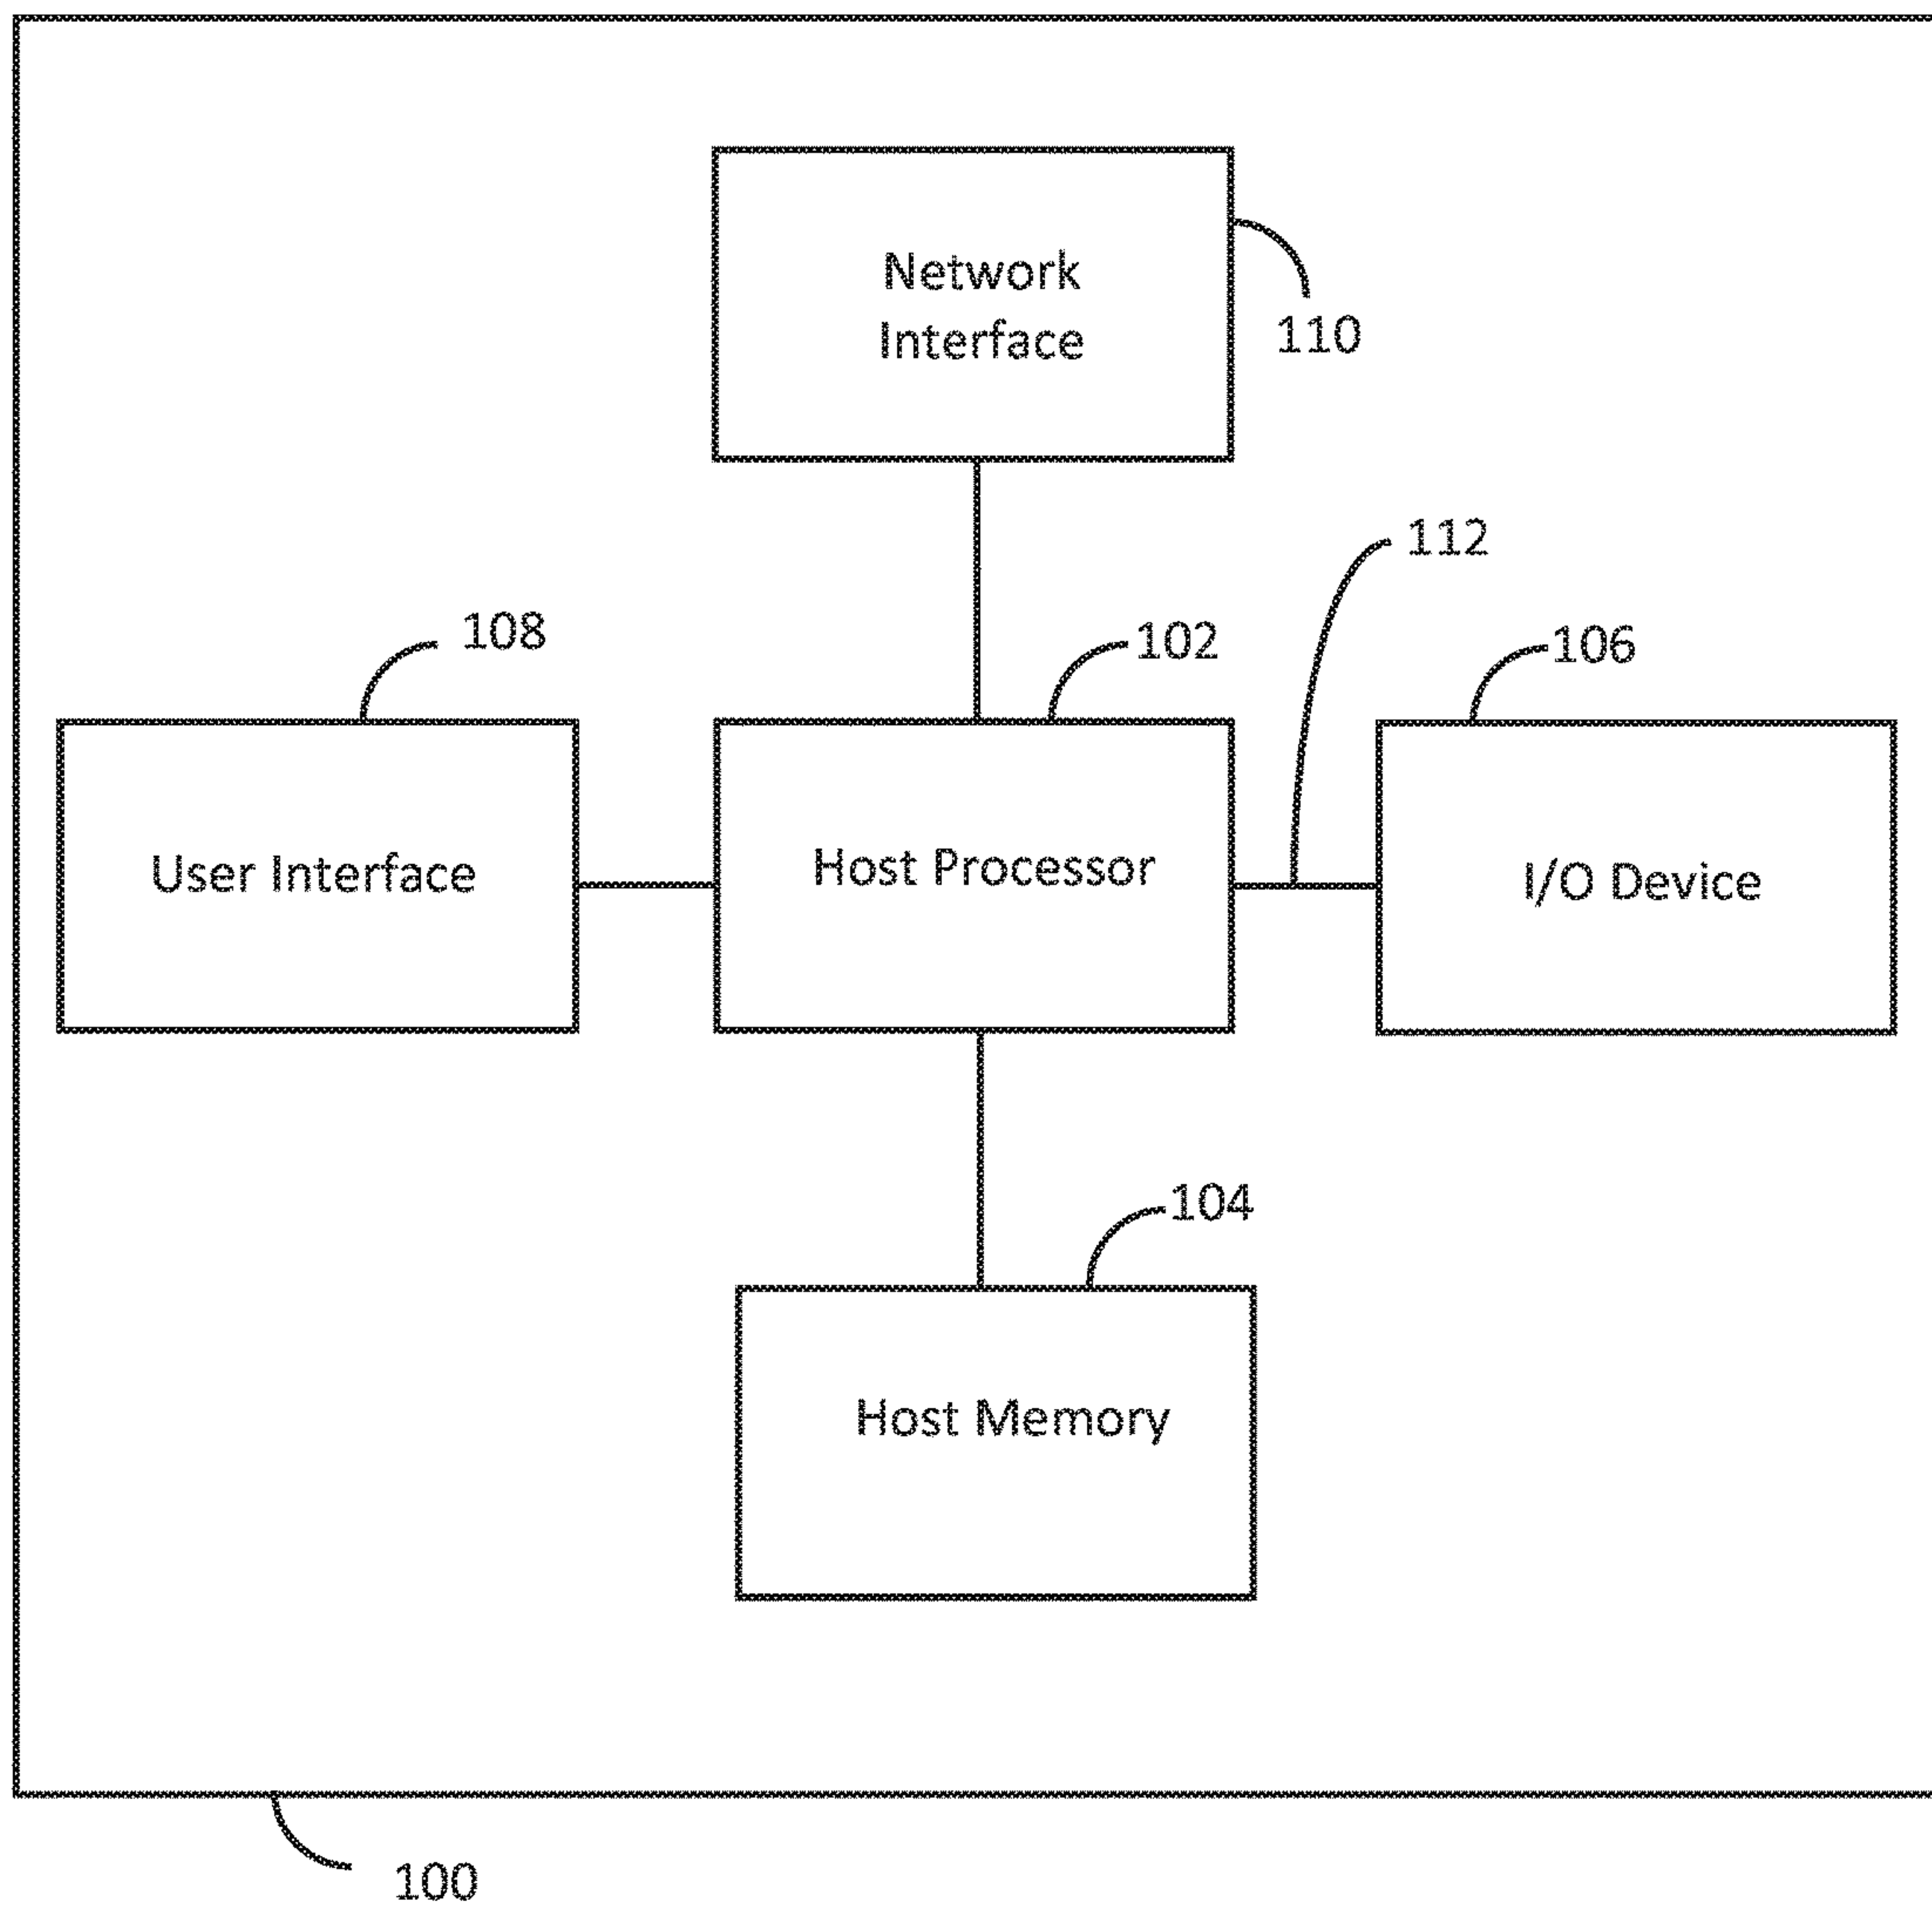 Network
Interface
110
112
108
102
106
User Interface
Host Processor
I/O Device
104
Host Memory
100